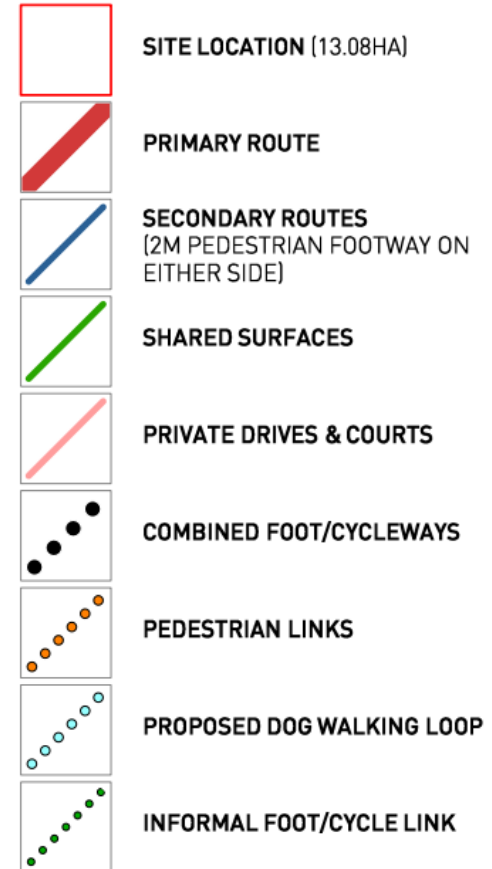 SITE LOCATION (13.08HA)
PRIMARY ROUTE
SECONDARY ROUTES
(2M PEDESTRIAN FOOTWAY ON
EITHER SIDE)
SHARED SURFACES
PRIVATE DRIVES & COURTS
COMBINED FOOT/CYCLEWAYS
PEDESTRIAN LINKS
PROPOSED DOG WALKING LOOP
INFORMAL FOOT/CYCLE LINK